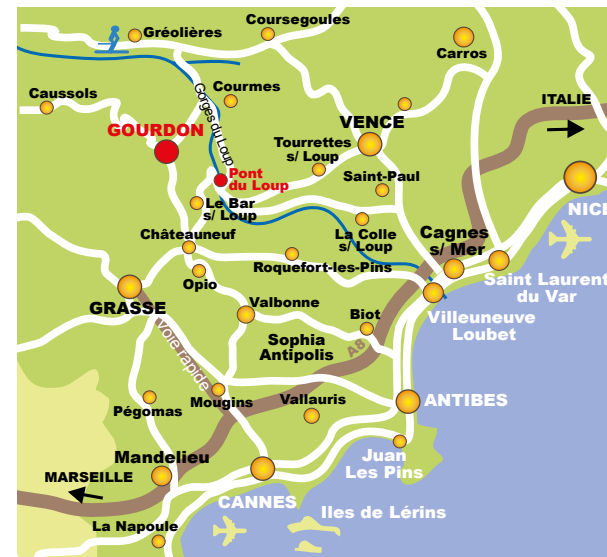 Coursegoules
Gréolières
Carros
Caussols
Courmes
Gorges du Loup
ITALIE
GOURDON
VENCE
Tourrettes
s/ Loup
Pont
du Loup
Saint-Paul
NICE
Le Bar
s/ Loup
La Colle
s/ Loup
Cagnes
s/ Mer
Châteauneuf
Roquefort-les-Pins
Saint Laurent
du Var
Opio
GRASSE
Valbonne
Biot
Villeuneuve
Loubet
voie rapide
Sophia
Antipolis
A8
Mougins
Vallauris
ANTIBES
Pégomas
Juan
Les Pins
Mandelieu
MARSEILLE
CANNES
Iles de Lérins
La Napoule